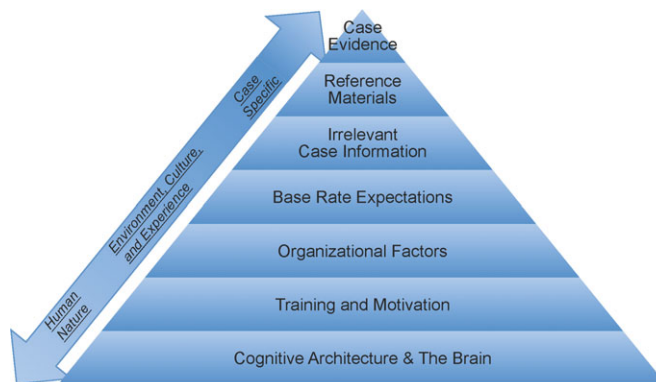 Case
Evidence
Reference
Materials
Irrelevant
Case Information
Base Rate Expectations
Organizational Factors
Training and Motivation
Cognitive Architecture & The Brain
Case
Specific
Environment, Culture,
and Experience
Human
Nature